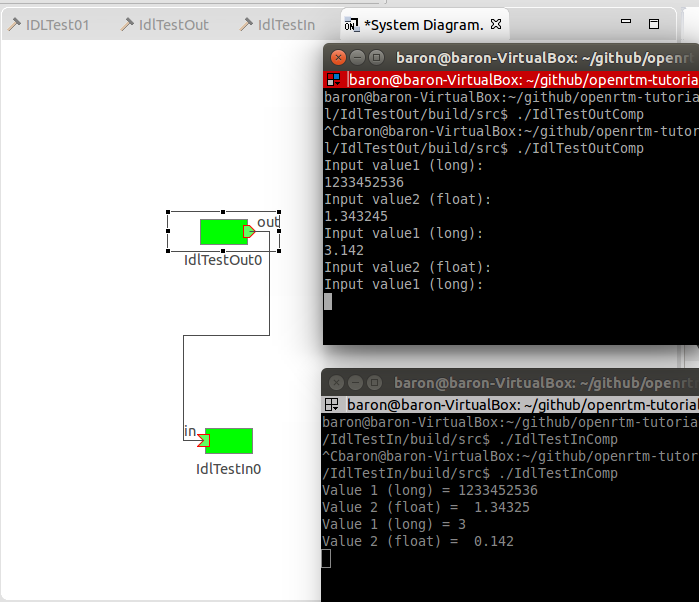 IDLTest01
IdlTestOut
IdlTestIn
*System Diagram.
ON
baron@baron-VirtualBox: ~/github/openrtm
baron@baron-VirtualBox: ~/github/openrtm-tutorial
baron@baron-VirtualBox:~/github/openrtm-tutoria
l/IdlTestOut/build/src$ ./IdlTestOutComp
^Cbaron@baron-VirtualBox:~/github/openrtm-tutor
l/IdlTestOut/build/src$ ./IdlTestOutComp
Input value1 (long):
1233452536
Input value2 (float):
1.343245
Input value1 (long):
3.142
Input value2 (float):
Input value1 (long):
out
IdlTestOut0
in
IdlTestIn0
baron@baron-VirtualBox: ~/github/openrtm
baron@baron-VirtualBox: ~/github/openrtm-tutorial
baron@baron-VirtualBox:~/github/openrtm-tutoria
/IdlTestIn/build/src$ ./IdlTestInComp
^Cbaron@baron-VirtualBox:~/github/openrtm-tutor
/IdlTestIn/build/src$ ./IdlTestInComp
Value 1 (long) = 1233452536
Value 2 (float) =  1.34325
Value 1 (long) = 3
Value 2 (float) =  0.142